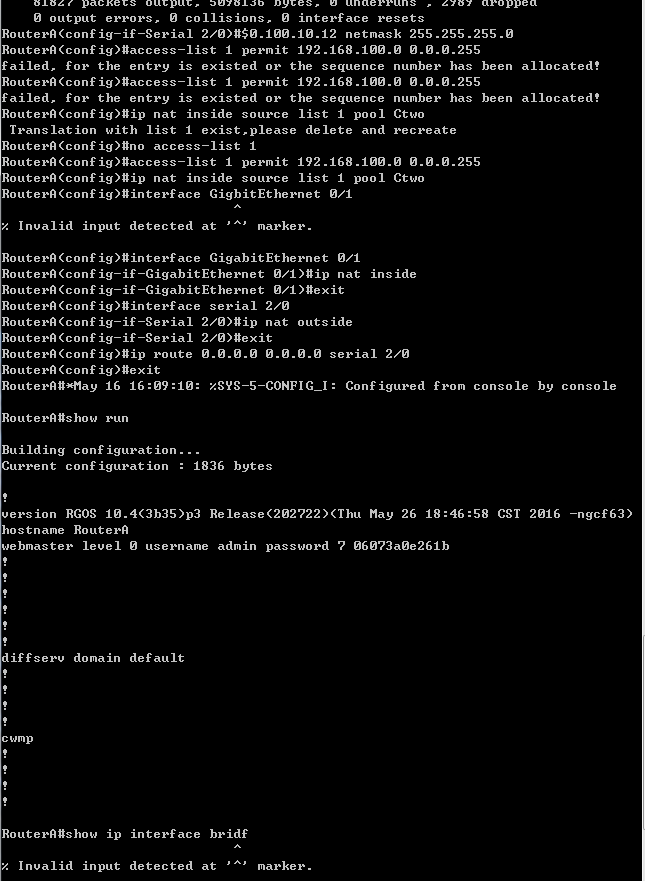 81827 packets output, 5098136 bytes, 0 underruns , 2989 dropped
0 output errors, 0 collisions, 0 interface resets
RouterA(config-if-Serial 2/0)#$0.100.10.12 netmask 255.255.255.0
RouterA(config)#access-list 1 permit 192.168.100.0 0.0.0.255
failed, for the entry is existed or the sequence number has been allocated!
RouterA(config)#access-list 1 permit 192.168.100.0 0.0.0.255
failed, for the entry is existed or the sequence number has been allocated!
RouterA(config)#ip nat inside source list 1 pool Ctwo
Translation with list 1 exist,please delete and recreate
RouterA(config)#no access-list 1
RouterA(config)#access-list 1 permit 192.168.100.0 0.0.0.255
RouterA(config)#ip nat inside source list 1 pool Ctwo
RouterA(config)#interface GigbitEthernet 0/1
^
% Invalid input detected at '^' marker.
RouterA(config)#interface GigabitEthernet 0/1
RouterA(config-if-GigabitEthernet 0/1)#ip nat inside
RouterA(config-if-GigabitEthernet 0/1)#exit
RouterA(config)#interface serial 2/0
RouterA(config-if-Serial 2/0)#ip nat outside
RouterA(config-if-Serial 2/0)#exit
RouterA(config)#ip route 0.0.0.0 0.0.0.0 serial 2/0
RouterA(config)#exit
RouterA#*May 16 16:09:10: %SYS-5-CONFIG_I: Configured from console by console
RouterA#show run
Building configuration...
Current configuration : 1836 bytes
!
version RGOS 10.4(3b35)p3 Release(202722)(Thu May 26 18:46:58 CST 2016 -ngcf63)
hostname RouterA
webmaster level 0 username admin password 7 06073a0e261b
!
!
!
!
!
!
diffserv domain default
!
!
!
!
cwmp
!
!
!
!
RouterA#show ip interface bridf
^
% Invalid input detected at '^' marker.